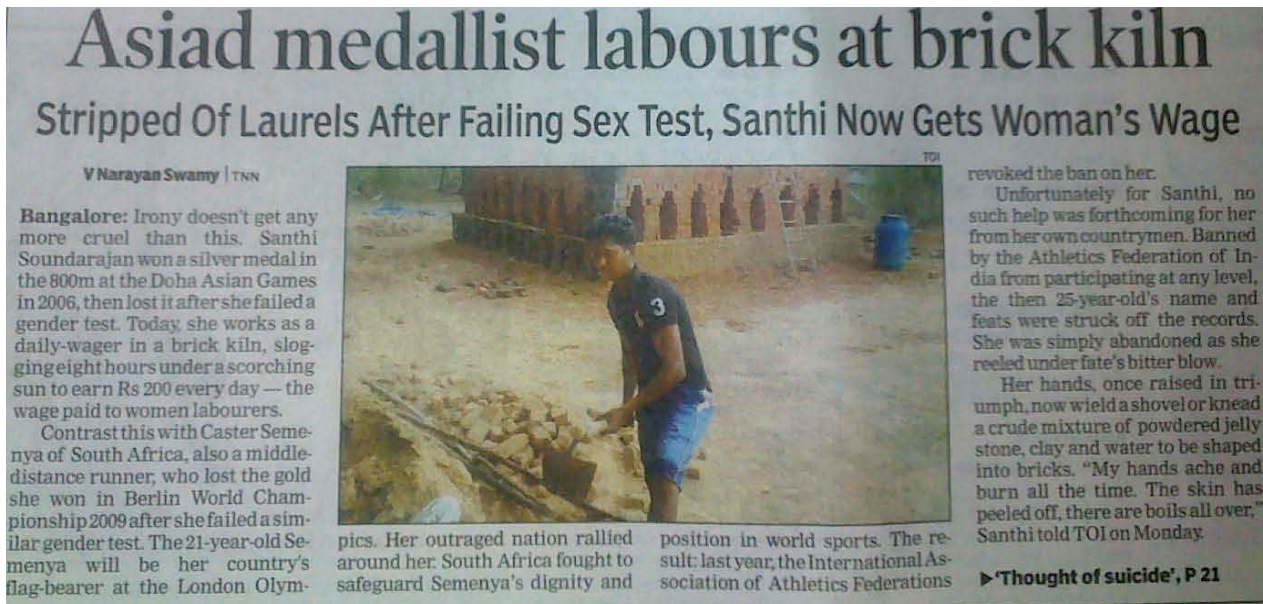 Asiad medallist labours at brick kiln
Stripped Of Laurels After Failing Sex Test, Santhi Now Gets Woman's Wage
V Narayan Swamy | TNN
Bangalore: Irony doesn't get any
more cruel than this. Santhi
Soundarajan won a silver medal in
the 800m at the Doha Asian Games
in 2006, then lost it after she failed a
gender test. Today, she works as a
daily-wager in a brick kiln, slog-
ging eight hours under a scorching
sun to earn Rs 200 every day — the
wage paid to women labourers.
Contrast this with Caster Seme-
nya of South Africa, also a middle-
distance runner, who lost the gold
she won in Berlin World Cham-
pionship 2009 after she failed a sim-
ilar gender test. The 21-year-old Se-
menya will be her country's
flag-bearer at the London Olym-
TOI
3
pics. Her outraged nation rallied
around her. South Africa fought to
safeguard Semenya's dignity and
position in world sports. The re-
sult: last year, the International As-
sociation of Athletics Federations
revoked the ban on her.
Unfortunately for Santhi, no
such help was forthcoming for her
from her own countrymen. Banned
by the Athletics Federation of In-
dia from participating at any level,
the then 25-year-old's name and
feats were struck off the records.
She was simply abandoned as she
reeled under fate's bitter blow.
Her hands, once raised in tri-
umph, now wield a shovel or knead
a crude mixture of powdered jelly
stone, clay and water to be shaped
into bricks. "My hands ache and
burn all the time. The skin has
peeled off, there are boils all over,"
Santhi told TOI on Monday.
▶'Thought of suicide', P 21